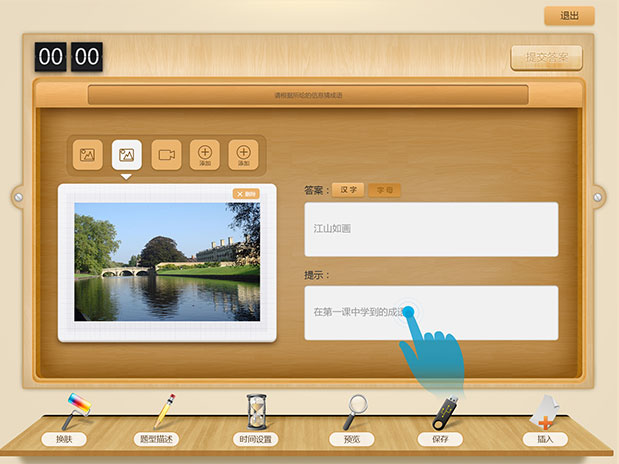 退出
00 00
提交答案
请根据所给的信息猜成语
添加
添加
删除
答案：
汉字
字母
江山如画
提示：
在第一课中学到的成语
换肤
题型描述
时间设置
预览
保存
插入